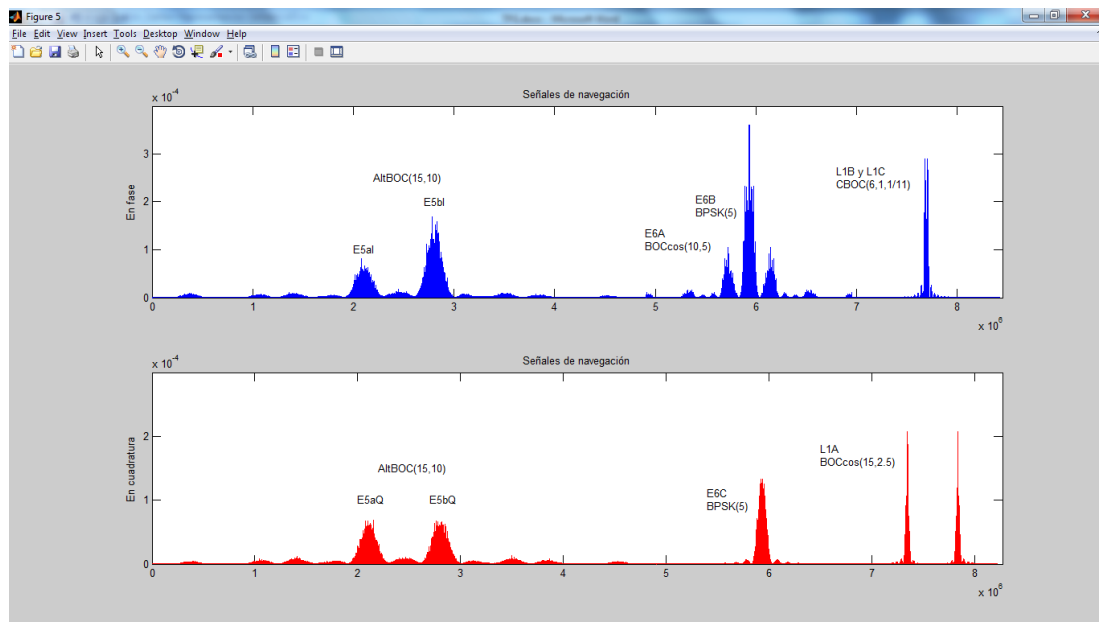 Figure 5
File Edit View Insert Tools Desktop Window Help
Señales de navegación
x 10^-4
En fase
3
2
1
0
AltBOC(15,10)
E5aI
E5bI
E6A
BOCcos(10,5)
E6B
BPSK(5)
L1B y L1C
CBOC(6,1,1/11)
0 1 2 3 4 5 6 7 8
x 10^6
Señales de navegación
x 10^-4
En cuadratura
2
1
0
AltBOC(15,10)
E5aQ
E5bQ
E6C
BPSK(5)
L1A
BOCcos(15,2.5)
0 1 2 3 4 5 6 7 8
x 10^6